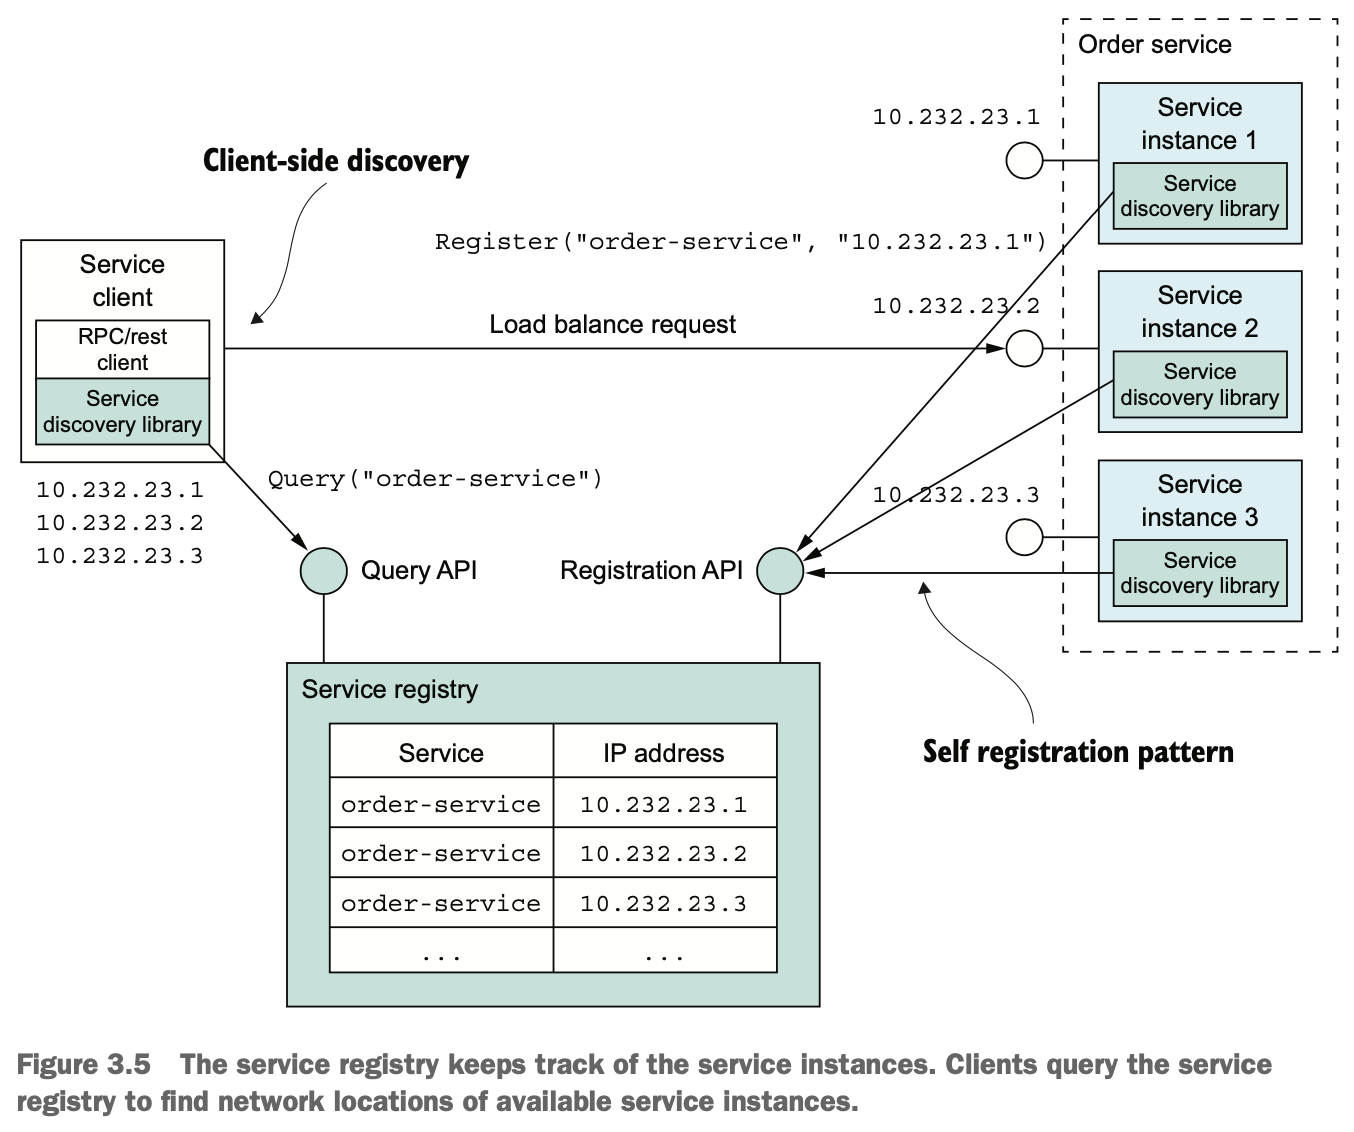 Order service
10.232.23.1
Service
instance 1
Service
discovery library
Client-side discovery
Register("order-service", "10.232.23.1")
Service
client
RPC/rest
client
Service
discovery library
10.232.23.1
10.232.23.2
10.232.23.3
Load balance request
10.232.23.2
Service
instance 2
Service
discovery library
Query("order-service")
10.232.23.3
Service
instance 3
Service
discovery library
Query API
Registration API
Self registration pattern
Service registry
Service IP address
order-service 10.232.23.1
order-service 10.232.23.2
order-service 10.232.23.3
... ...
Figure 3.5 The service registry keeps track of the service instances. Clients query the service
registry to find network locations of available service instances.